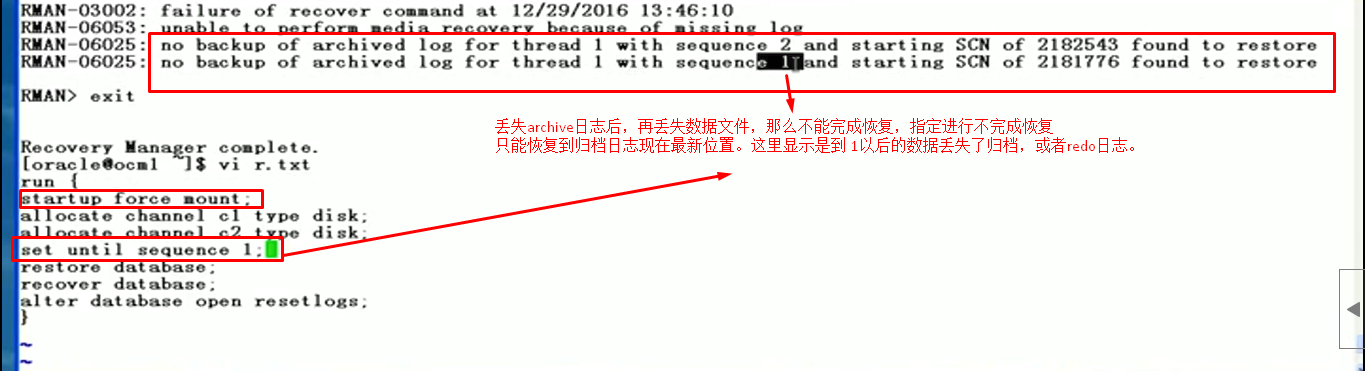 RMAN-03002: failure of recover command at 12/29/2016 13:46:10
RMAN-06053: unable to perform media recovery because of missing log
RMAN-06025: no backup of archived log for thread 1 with sequence 2 and starting SCN of 2182543 found to restore
RMAN-06025: no backup of archived log for thread 1 with sequence 1 and starting SCN of 2181776 found to restore
RMAN> exit
丢失archive日志后，再丢失数据文件，那么不能完成恢复，指定进行不完成恢复
只能恢复到归档日志现在最新位置。这里显示是到 1以后的数据丢失了归档，或者redo日志。
Recovery Manager complete.
[oracle@ocm1 ~]$ vi r.txt
run {
startup force mount;
allocate channel c1 type disk;
allocate channel c2 type disk;
set until sequence 1;
restore database;
recover database;
alter database open resetlogs;
}
~
~